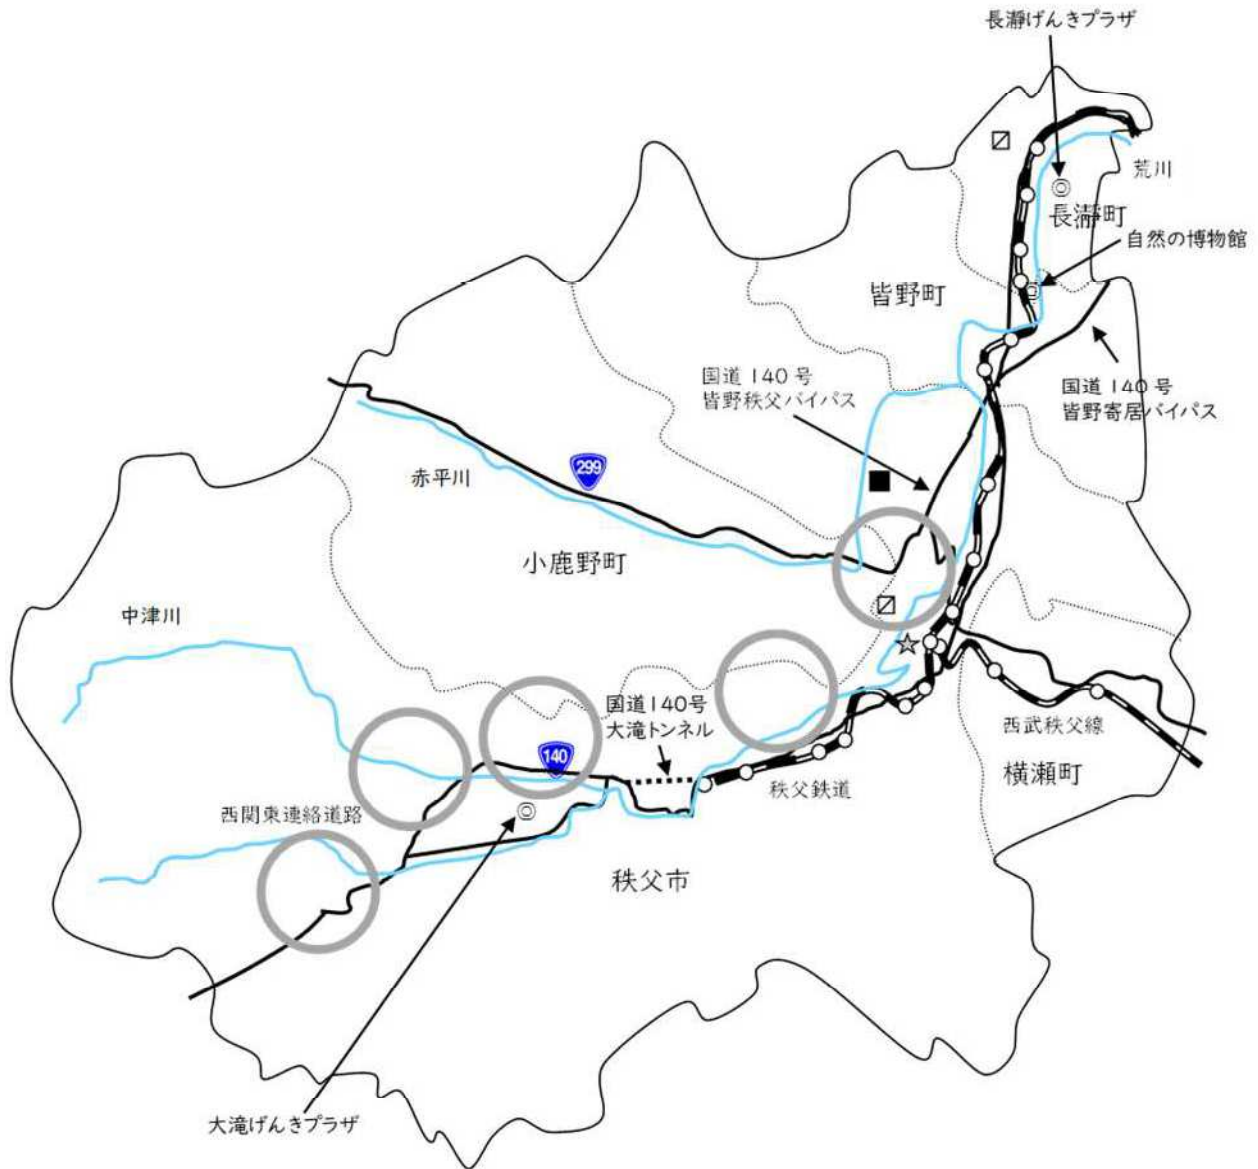 長瀞げんきプラザ
荒川
長瀞町
自然の博物館
皆野町
国道140号
皆野秩父バイパス
国道140号
皆野寄居バイパス
299
赤平川
小鹿野町
中津川
国道140号
大滝トンネル
140
西武秩父線
横瀬町
秩父鉄道
西関東連絡道路
秩父市
大滝げんきプラザ